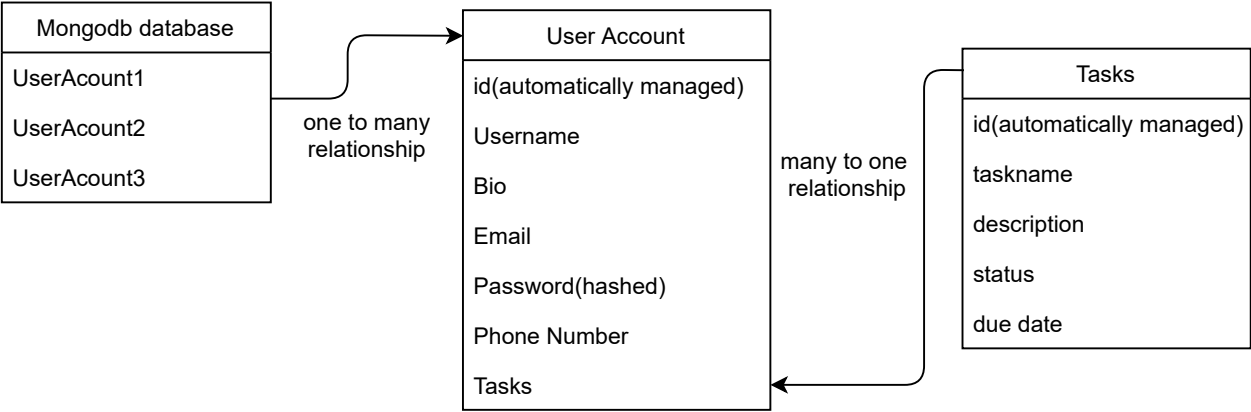 Mongodb database
UserAcount1
UserAcount2
UserAcount3
one to many
relationship
User Account
id(automatically managed)
Username
Bio
Email
Password(hashed)
Phone Number
Tasks
many to one
relationship
Tasks
id(automatically managed)
taskname
description
status
due date